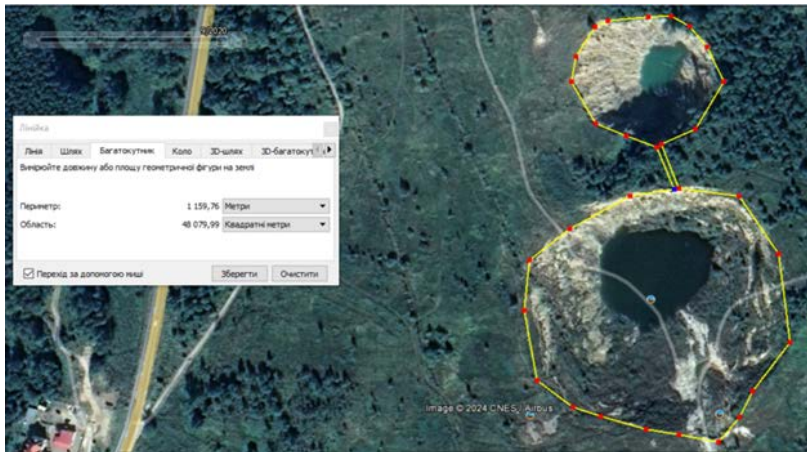 Лінійка
Лінія Шлях Багатокутник Коло 3D-шлях 3D-багатокутн
Виміряйте довжину або площу геометричної фігури на землі
Периметр: 1 159,76 Метри
Область: 48 079,99 Квадратні метри
Перехід за допомогою миші Зберегти Очистити
Image © 2024 CNES / Airbus